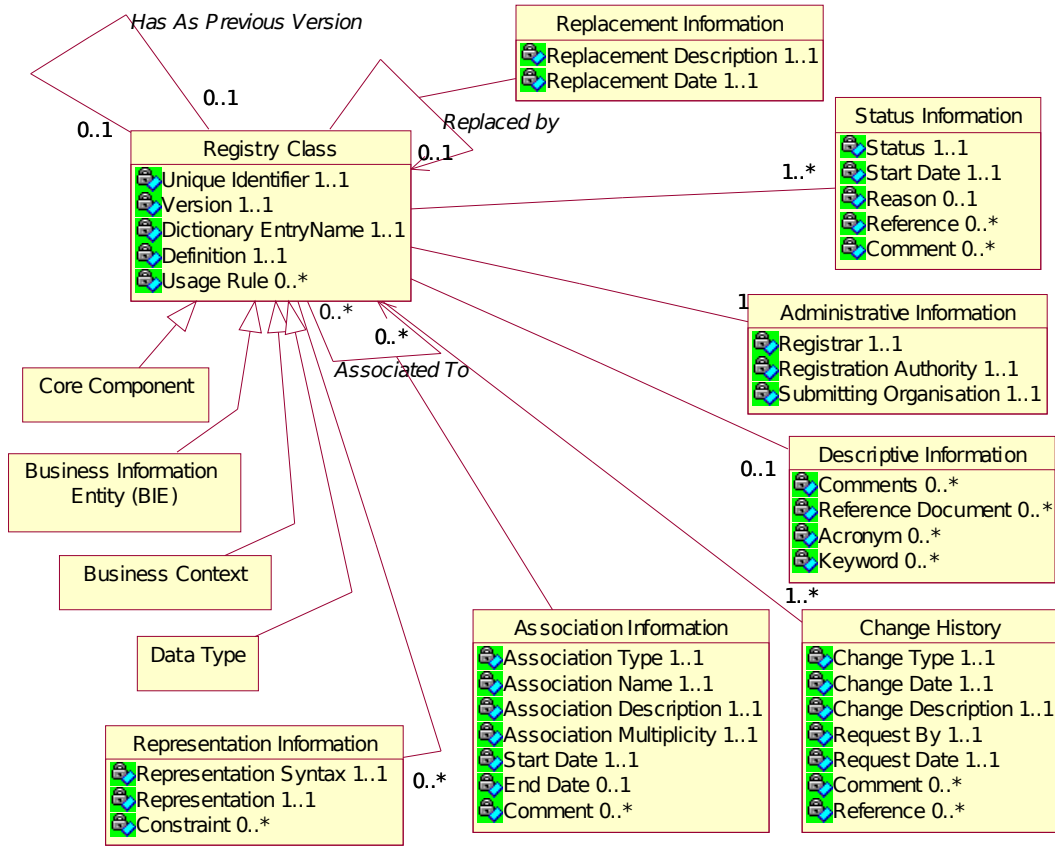 Has As Previous Version
0..1
0..1
Replacement Information
Replacement Description 1..1
Replacement Date 1..1
Replaced by
0..1
Registry Class
Unique Identifier 1..1
Version 1..1
Dictionary EntryName 1..1
Definition 1..1
Usage Rule 0..*
Status Information
Status 1..1
Start Date 1..1
Reason 0..1
Reference 0..*
Comment 0..*
1..*
1
Administrative Information
Registrar 1..1
Registration Authority 1..1
Submitting Organisation 1..1
0..*
0..*
Associated To
Core Component
Business Information
Entity (BIE)
Business Context
Data Type
0..1
Descriptive Information
Comments 0..*
Reference Document 0..*
Acronym 0..*
Keyword 0..*
1..*
Representation Information
Representation Syntax 1..1
Representation 1..1
Constraint 0..*
0..*
Association Information
Association Type 1..1
Association Name 1..1
Association Description 1..1
Association Multiplicity 1..1
Start Date 1..1
End Date 0..1
Comment 0..*
Change History
Change Type 1..1
Change Date 1..1
Change Description 1..1
Request By 1..1
Request Date 1..1
Comment 0..*
Reference 0..*